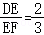 DE/EF = 2/3